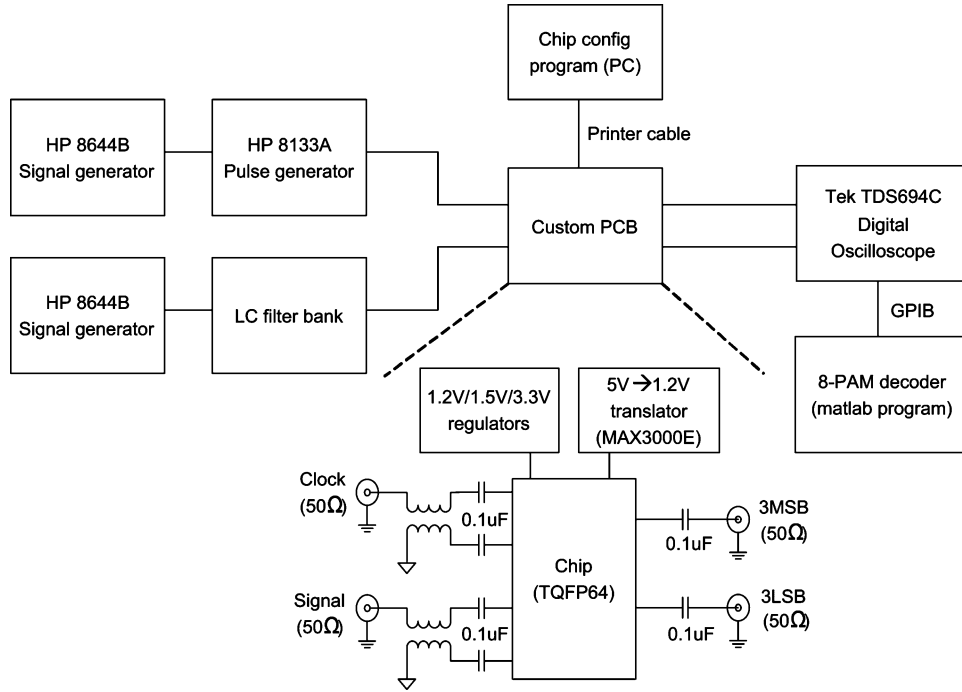 Chip config
program (PC)
Printer cable
HP 8644B
Signal generator
HP 8133A
Pulse generator
Custom PCB
Tek TDS694C
Digital
Oscilloscope
HP 8644B
Signal generator
LC filter bank
GPIB
8-PAM decoder
(matlab program)
1.2V/1.5V/3.3V
regulators
5V→1.2V
translator
(MAX3000E)
Clock
(50Ω)
0.1uF
3MSB
(50Ω)
0.1uF
Chip
(TQFP64)
Signal
(50Ω)
0.1uF
3LSB
(50Ω)
0.1uF